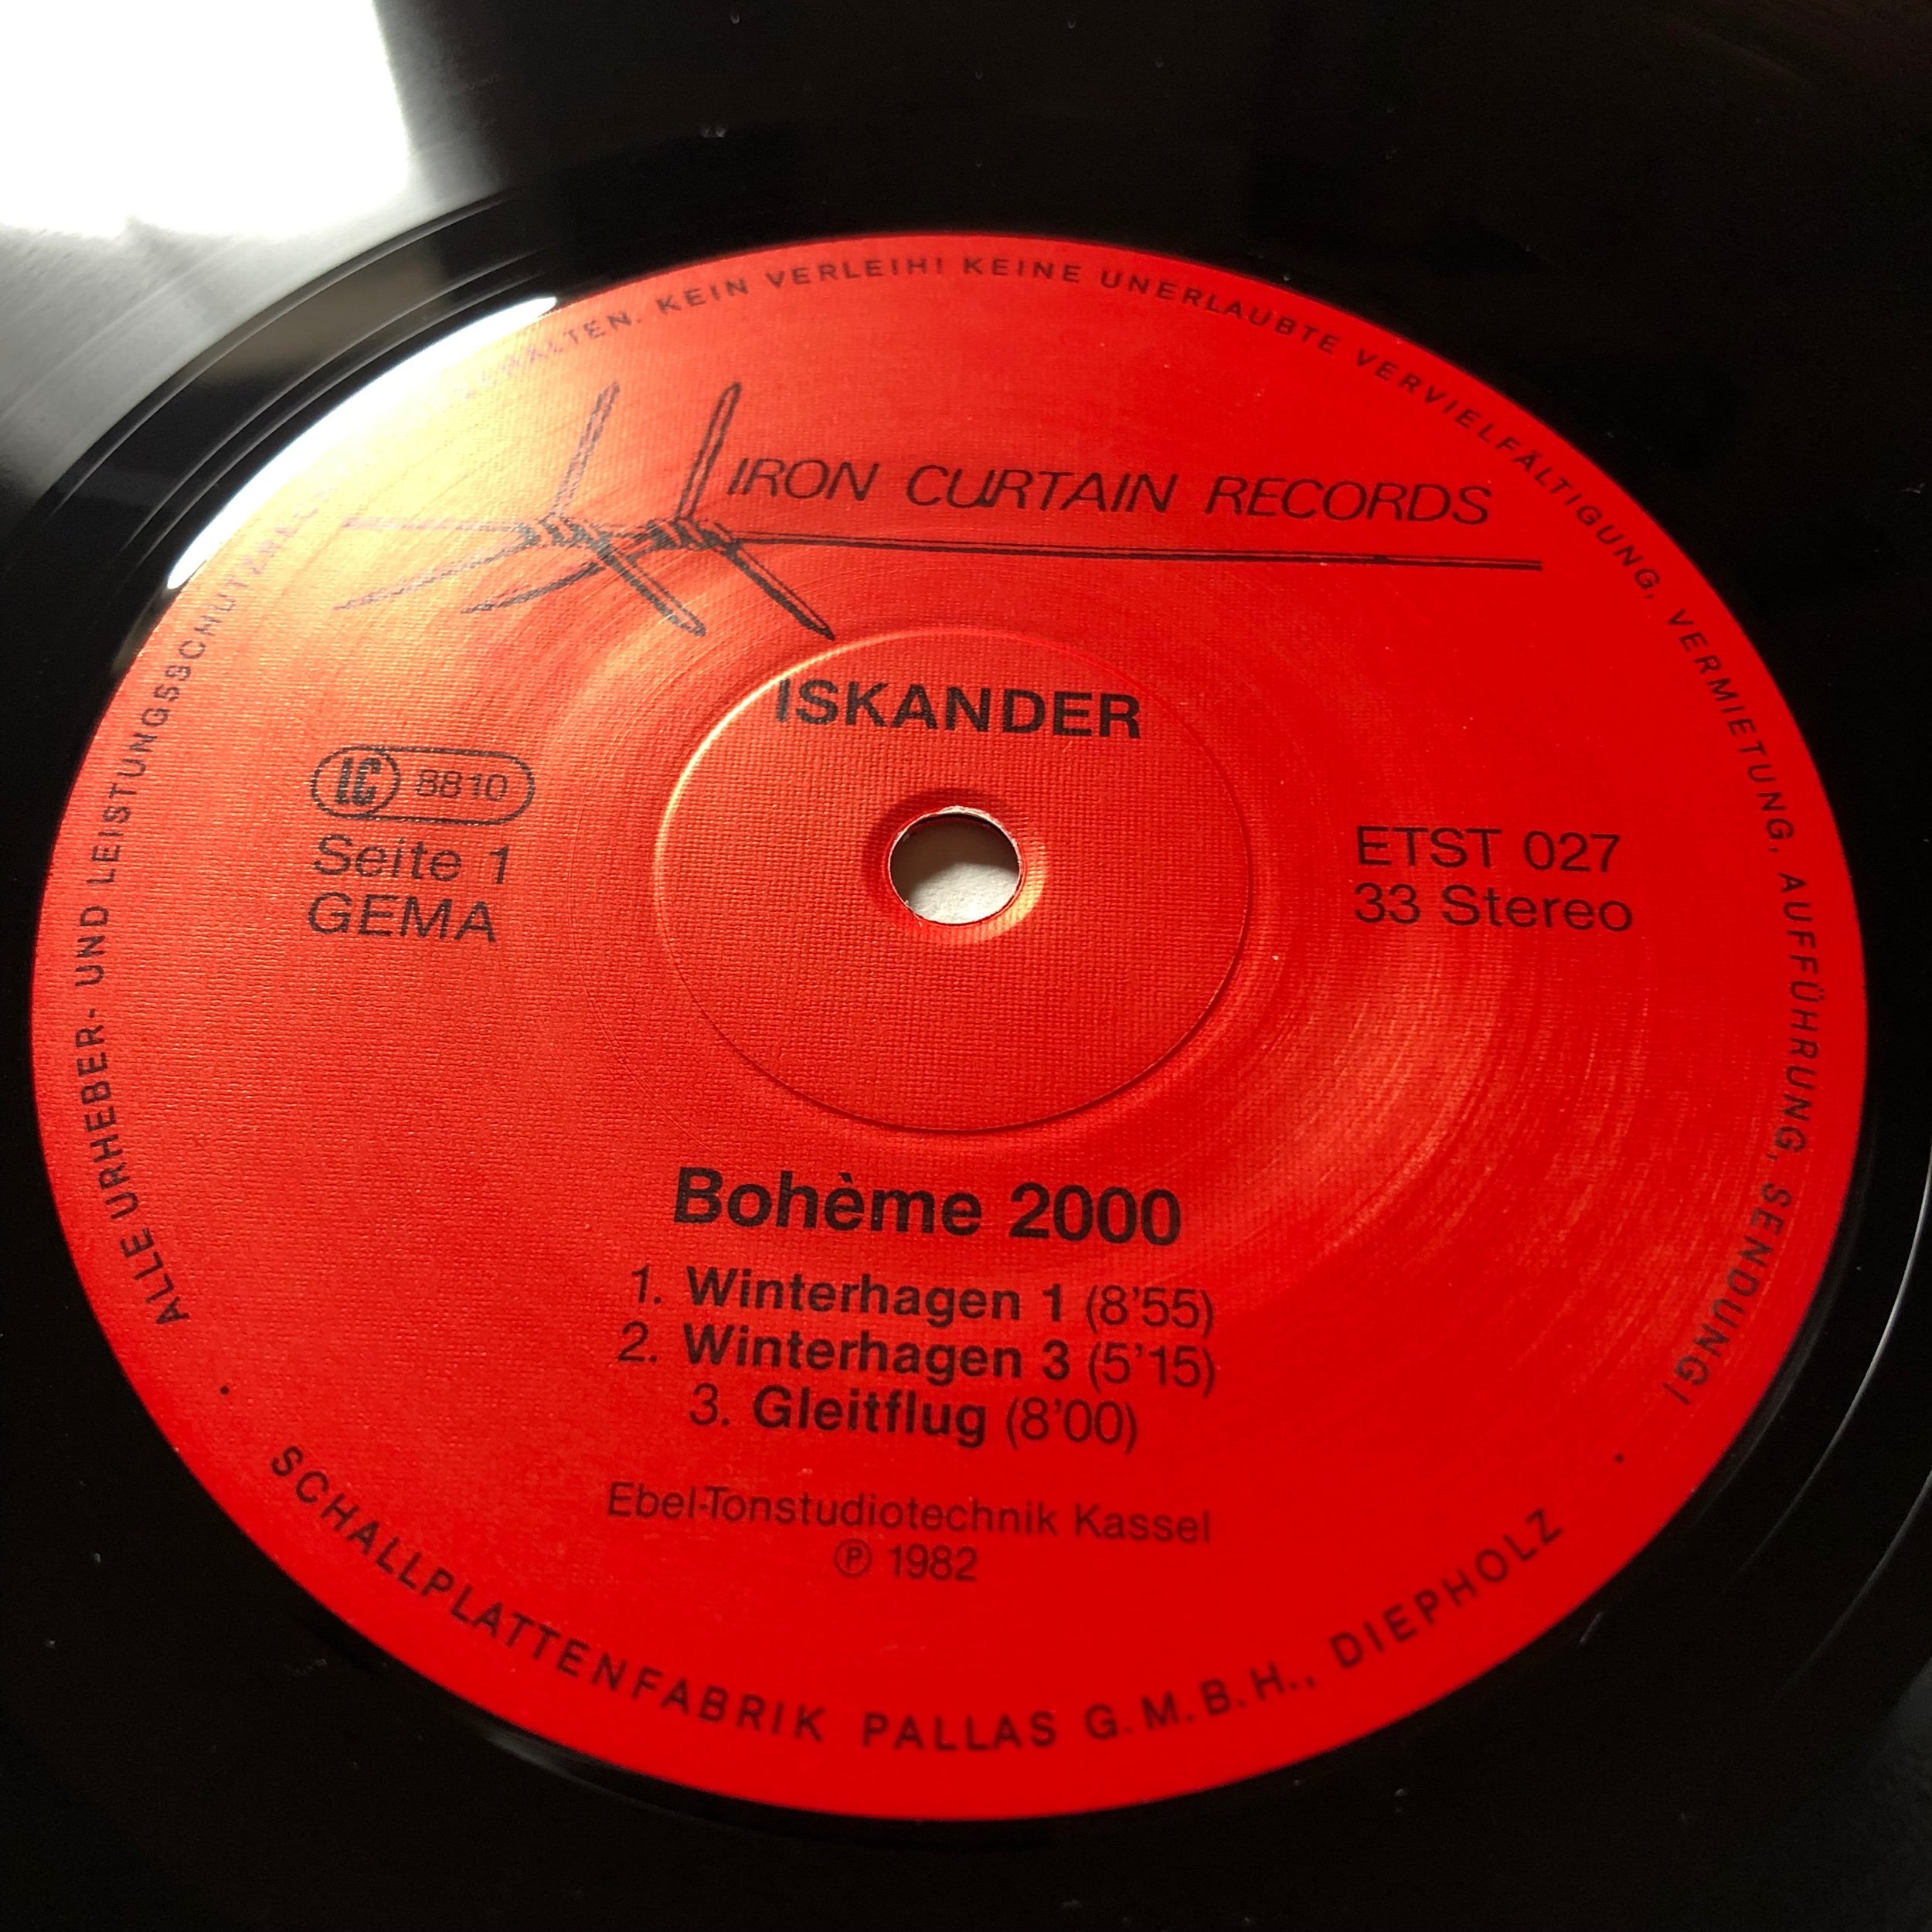 ALLE URHEBER- UND LEISTUNGSSCHUTZRECHTE KEIN VERLEIH! KEINE UNERLAUBTE VERVIELFÄLTIGUNG, VERMIETUNG, AUFFÜHRUNG, SENDUNG!
IRON CURTAIN RECORDS
ISKANDER
LC 8810
Seite 1
GEMA
ETST 027
33 Stereo
Bohème 2000
1. Winterhagen 1 (8'55)
2. Winterhagen 3 (5'15)
3. Gleitflug (8'00)
Ebel-Tonstudiotechnik Kassel
℗ 1982
· SCHALLPLATTENFABRIK PALLAS G.M.B.H., DIEPHOLZ ·